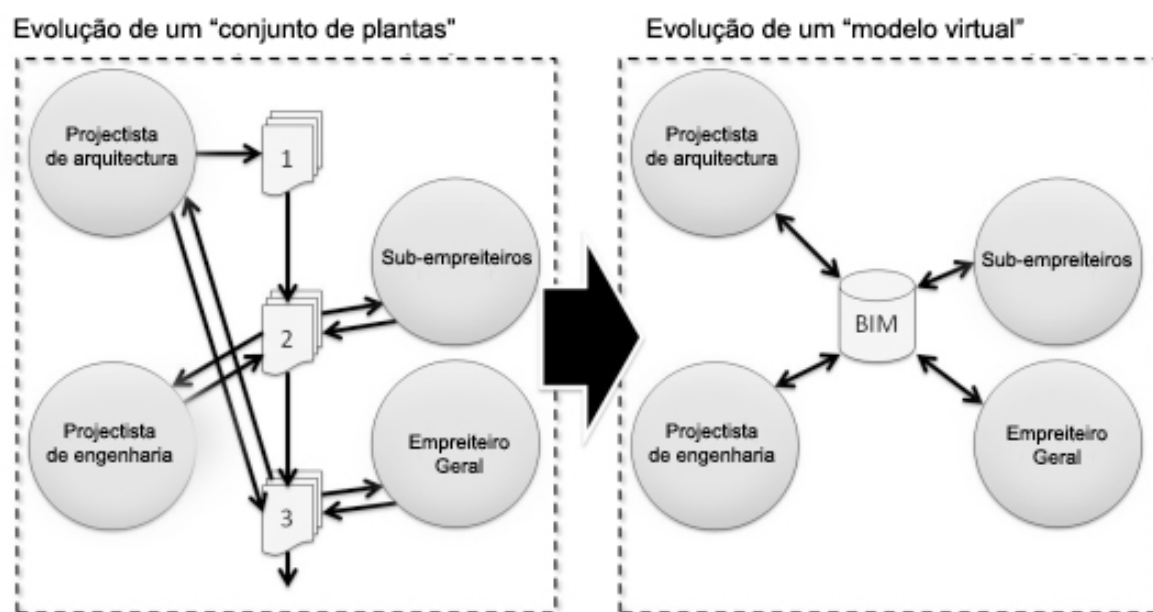 Evolução de um “conjunto de plantas"
Projectista
de arquitectura
1
Sub-empreiteiros
2
Projectista
de engenharia
Empreiteiro
Geral
3
Evolução de um “modelo virtual”
Projectista
de arquitectura
Sub-empreiteiros
BIM
Projectista
de engenharia
Empreiteiro
Geral